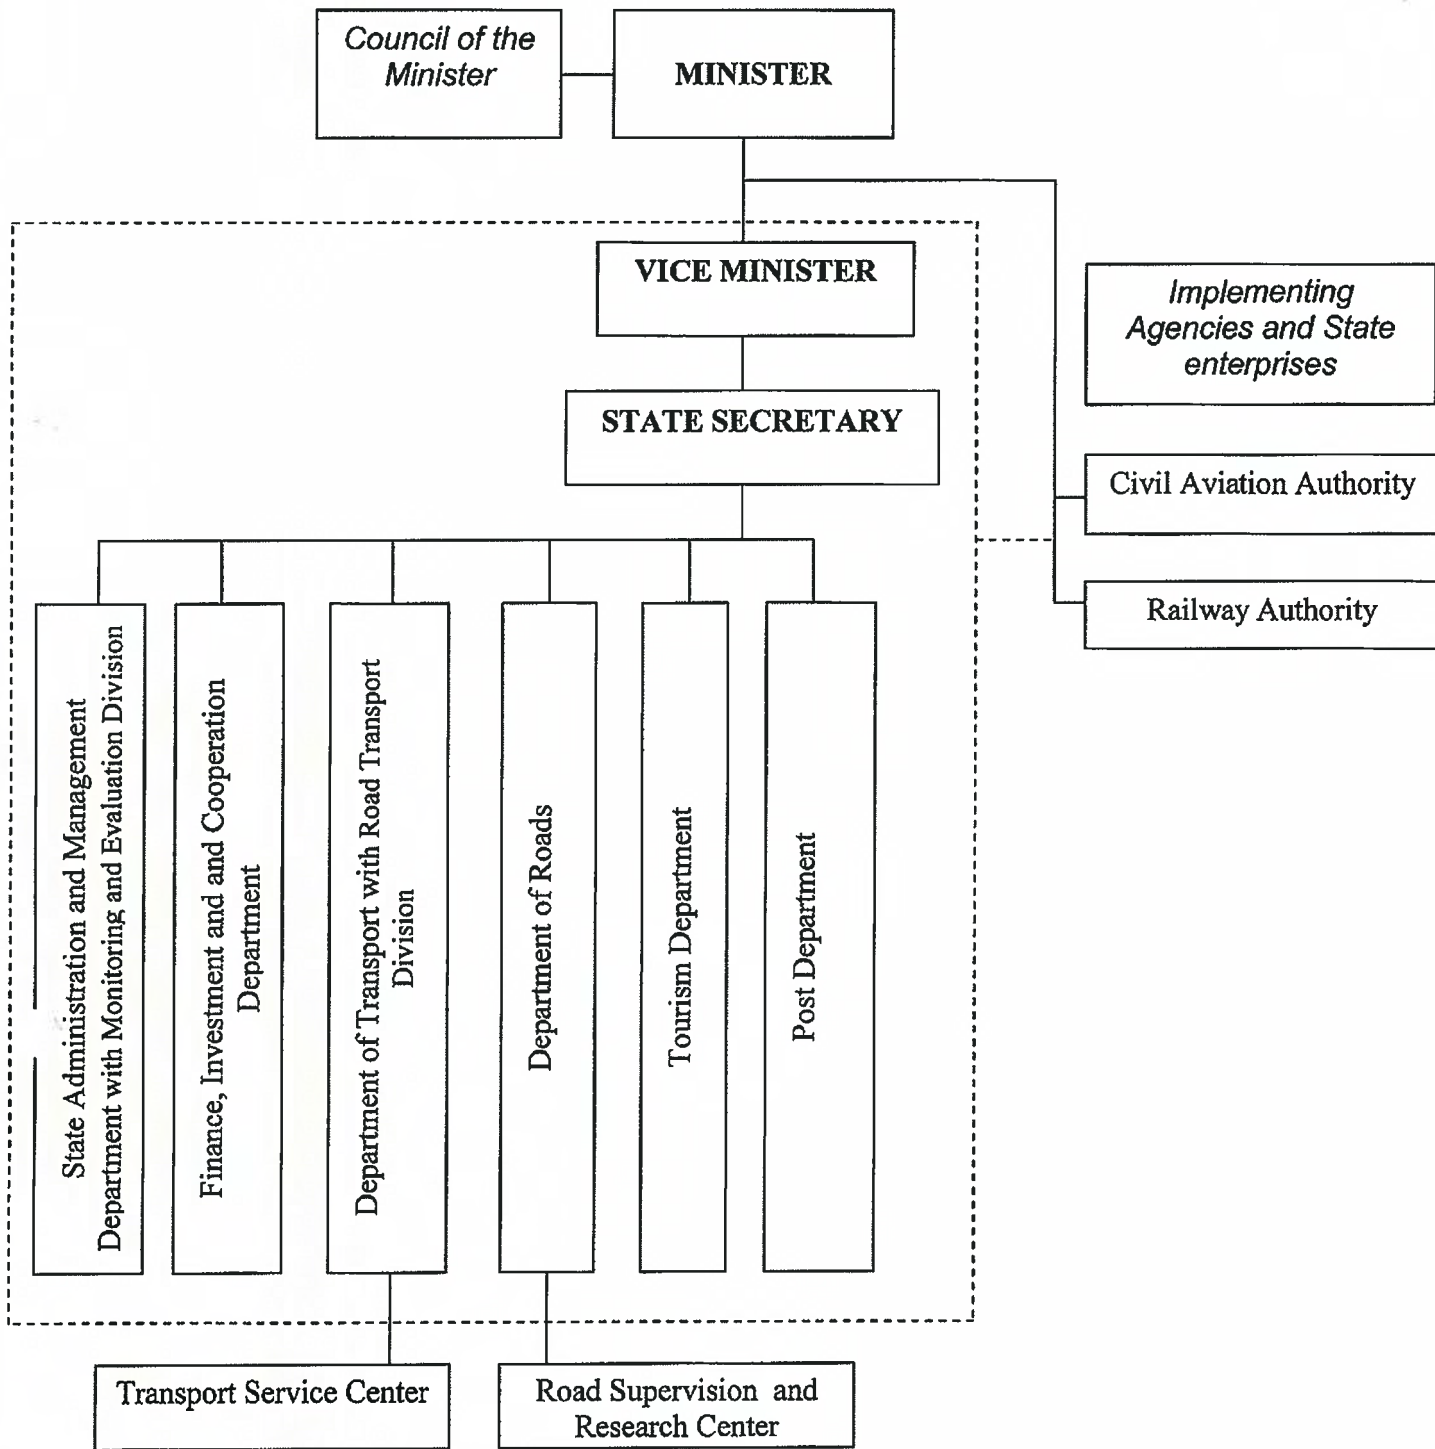 Council of the
Minister
MINISTER
VICE MINISTER
STATE SECRETARY
Implementing
Agencies and State
enterprises
Civil Aviation Authority
Railway Authority
State Administration and Management
Department with Monitoring and Evaluation Division
Finance, Investment and and Cooperation
Department
Department of Transport with Road Transport
Division
Department of Roads
Tourism Department
Post Department
Transport Service Center
Road Supervision and
Research Center